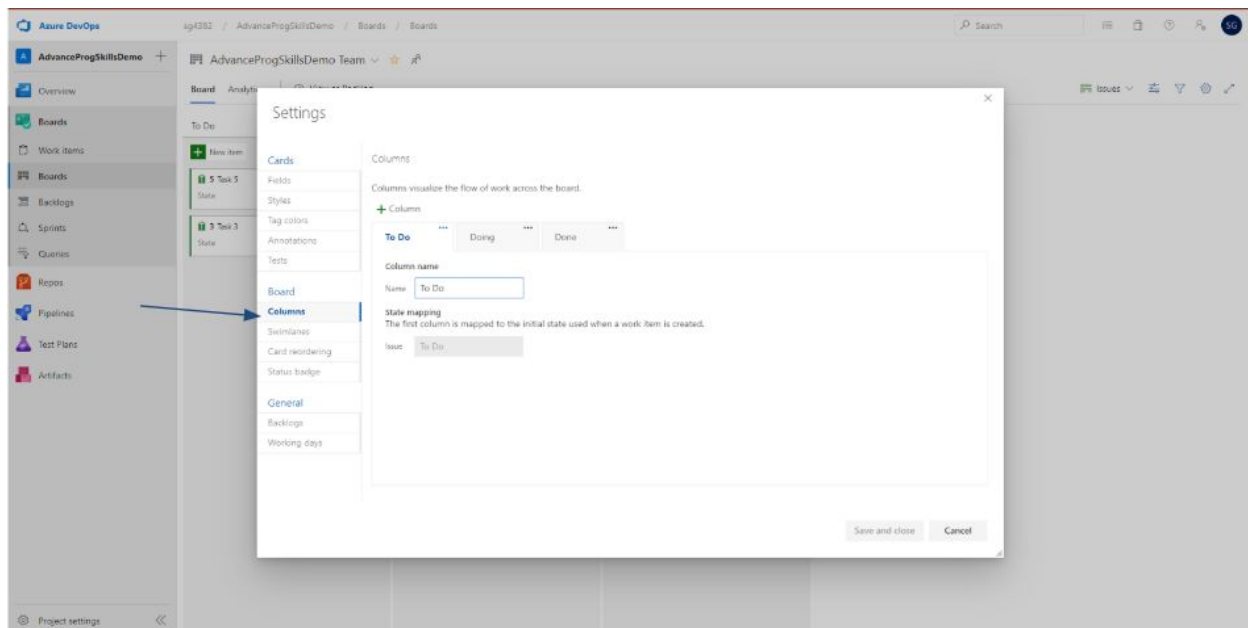 Azure DevOps
sg4382 / AdvanceProgSkillsDemo / Boards / Boards
Search
SG
A
AdvanceProgSkillsDemo
AdvanceProgSkillsDemo Team
Overview
Board
Issues
Settings
Boards
To Do
Work items
New item
Cards
Columns
Boards
5 Task 5
Fields
State
Columns visualize the flow of work across the board.
Backlogs
Styles
+ Column
Sprints
3 Task 3
Tag colors
State
Annotations
To Do
Doing
Done
Queries
Tests
Column name
Repos
Board
Name
To Do
Pipelines
Columns
State mapping
The first column is mapped to the initial state used when a work item is created.
Swimlanes
Test Plans
Card reordering
Issue
To Do
Status badge
Artifacts
General
Backlogs
Working days
Save and close
Cancel
Project settings